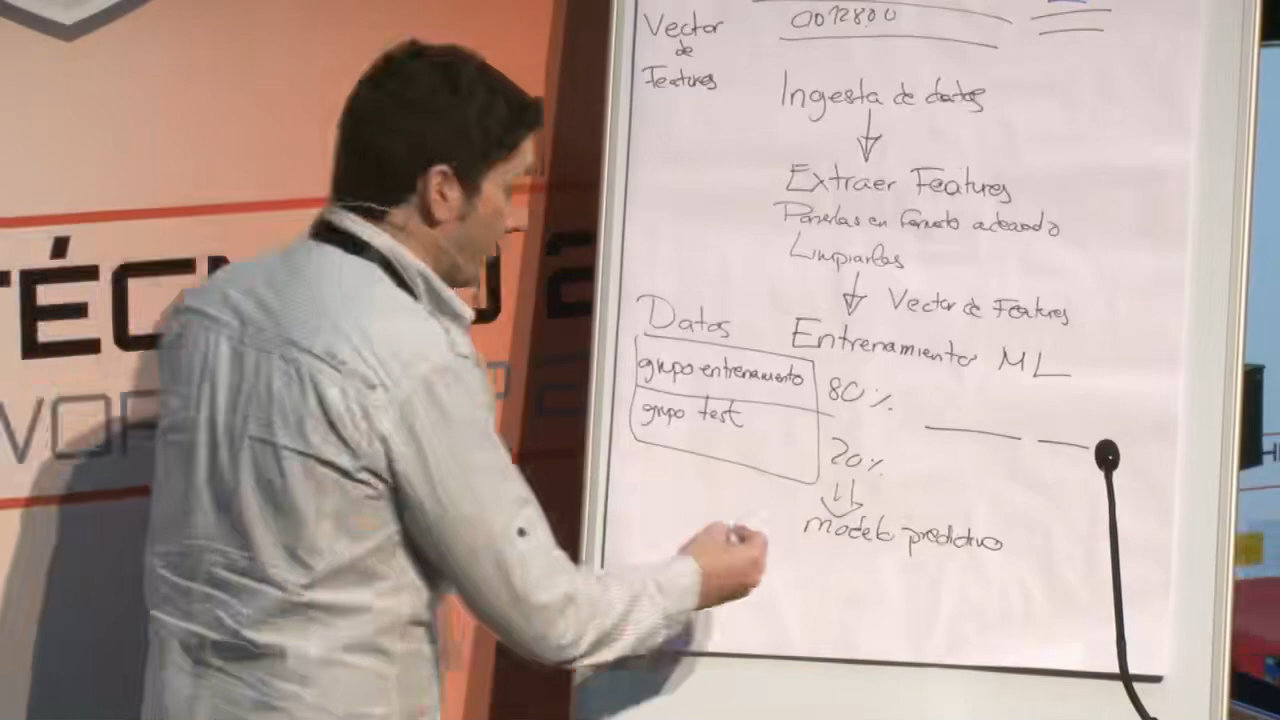 Vector
de
Features
0012800
Ingesta de datos
Extraer Features
Ponerlas en formato adecuado
Limpiarlas
Vector de Features
Entrenamiento ML
Datos
grupo entrenamiento 80%
grupo test
20%
modelo predictivo
TÉC